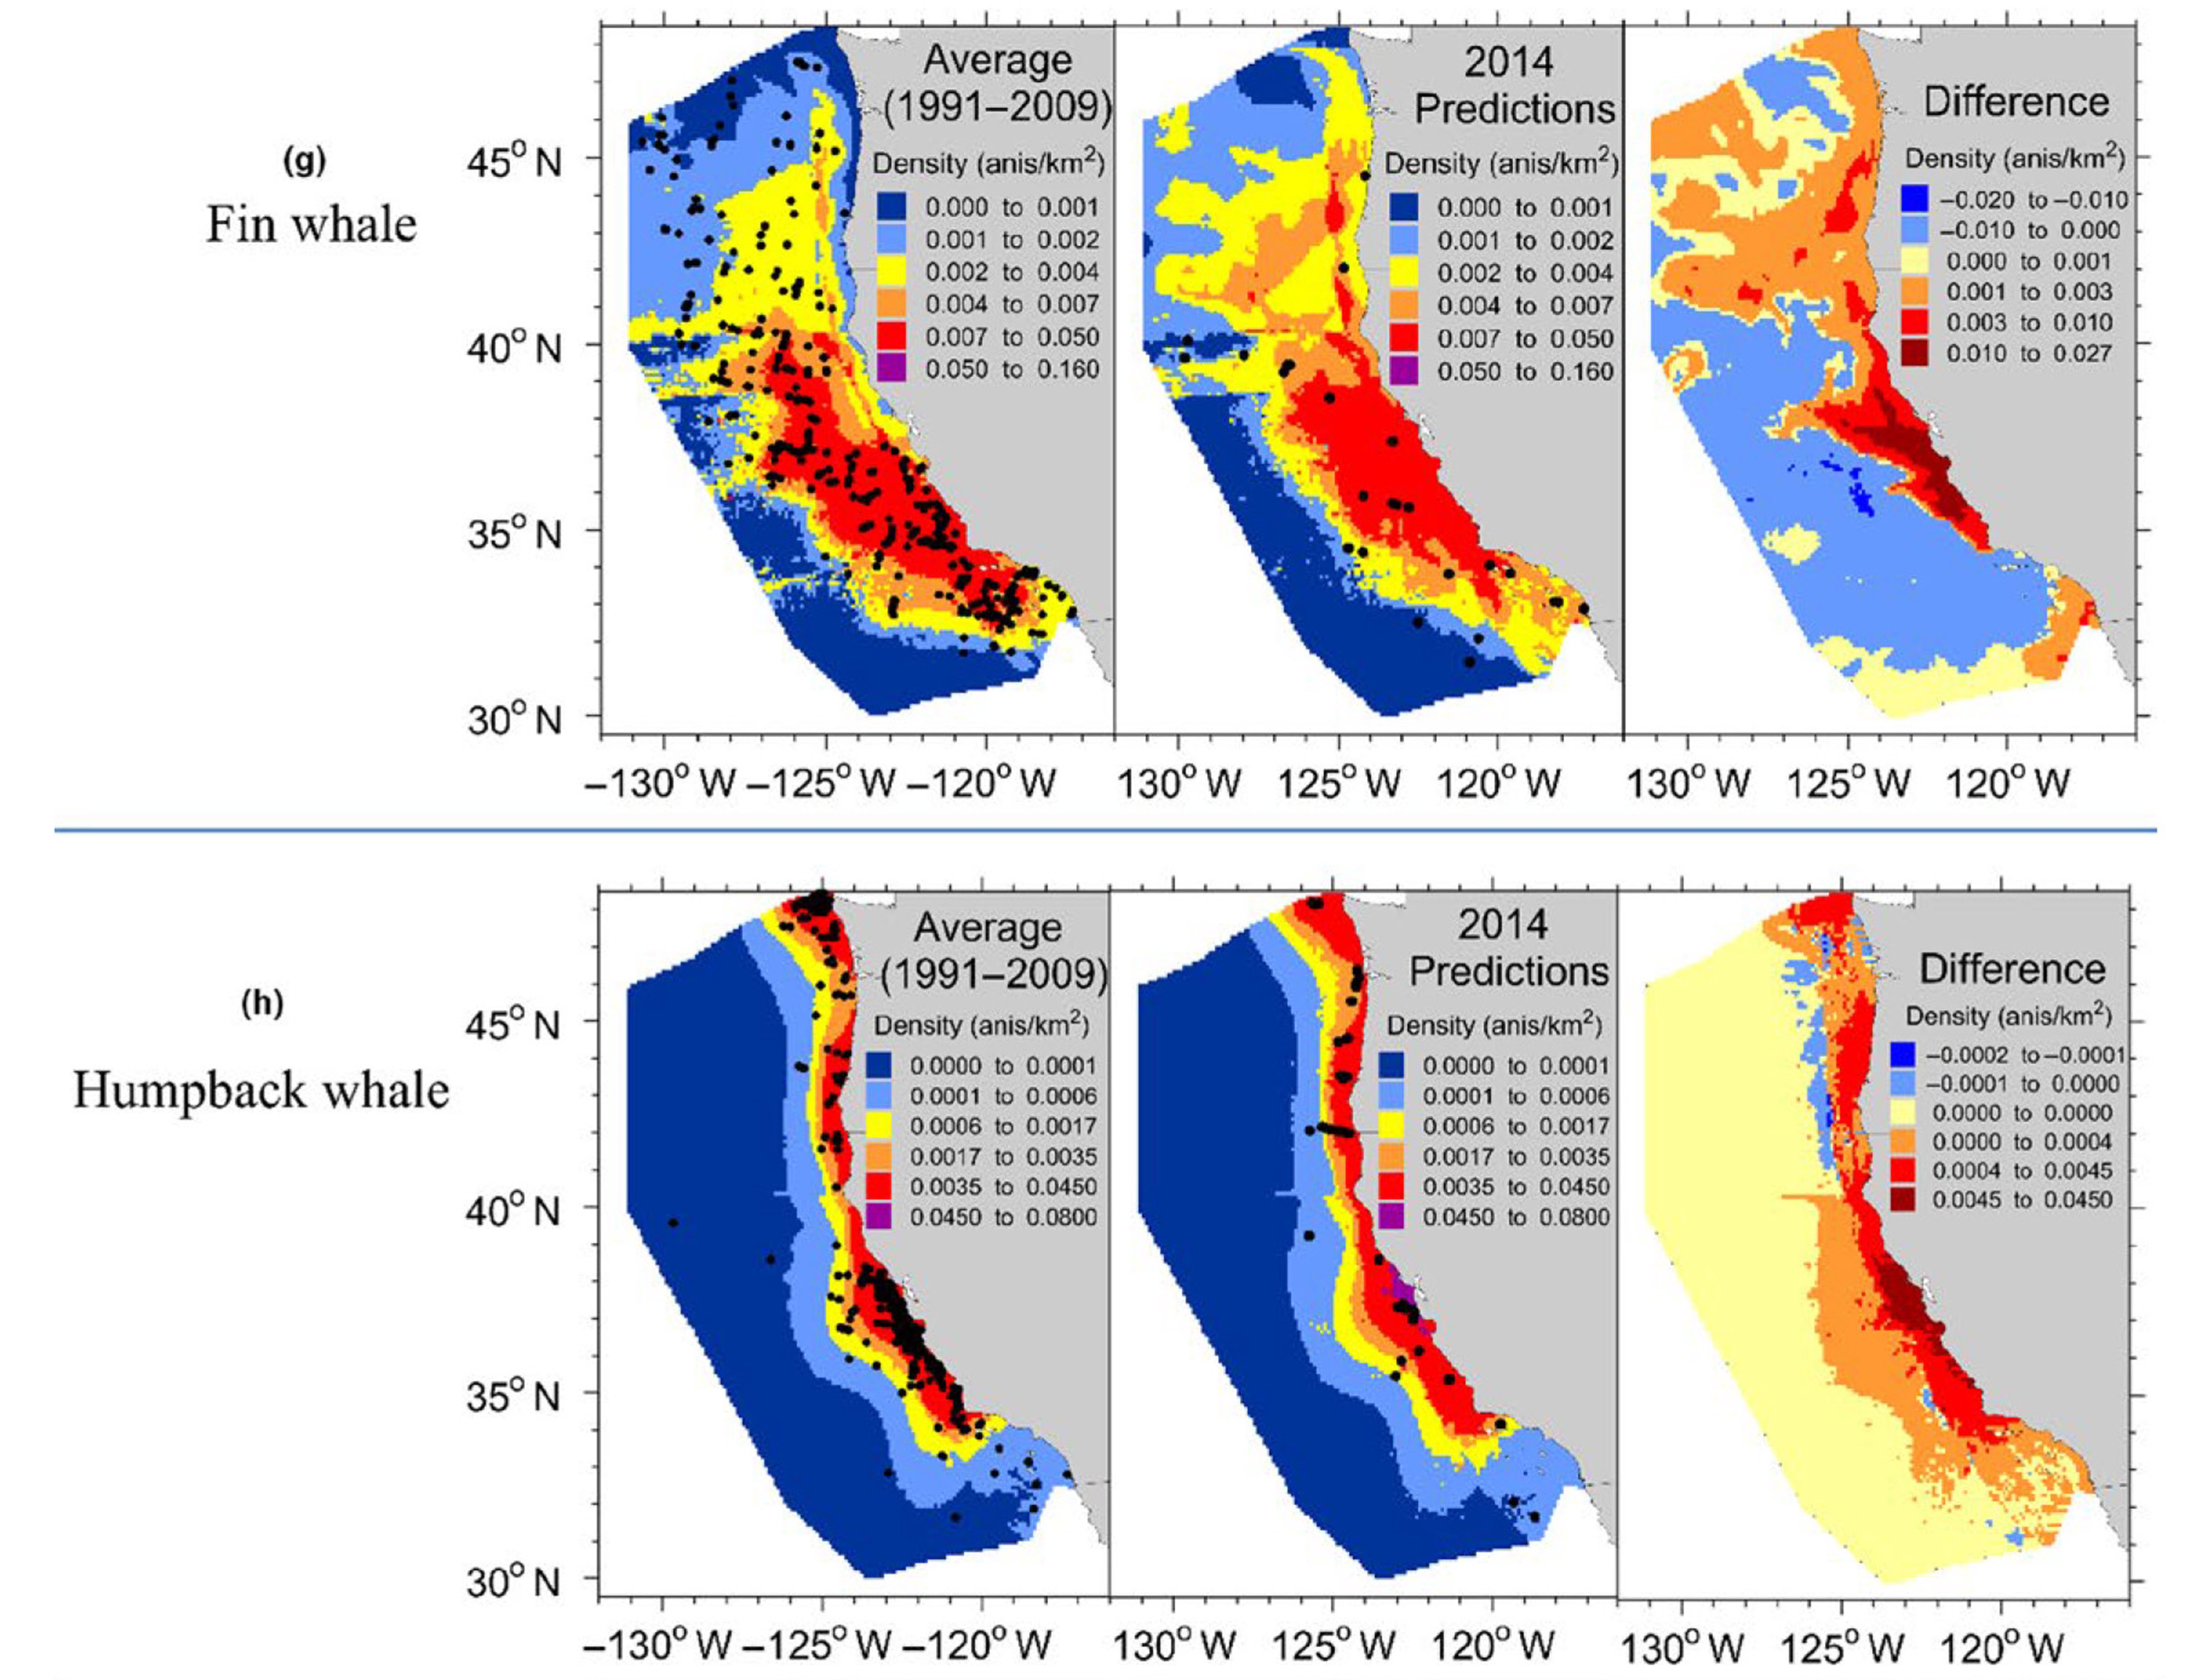 (g)
Fin whale
45° N
40° N
35° N
30° N
Average
(1991–2009)
Density (anis/km²)
0.000 to 0.001
0.001 to 0.002
0.002 to 0.004
0.004 to 0.007
0.007 to 0.050
0.050 to 0.160
2014
Predictions
Density (anis/km²)
0.000 to 0.001
0.001 to 0.002
0.002 to 0.004
0.004 to 0.007
0.007 to 0.050
0.050 to 0.160
Difference
Density (anis/km²)
−0.020 to −0.010
−0.010 to 0.000
0.000 to 0.001
0.001 to 0.003
0.003 to 0.010
0.010 to 0.027
−130° W −125° W −120° W 130° W 125° W 120° W 130° W 125° W 120° W
(h)
Humpback whale
45° N
40° N
35° N
30° N
Average
(1991–2009)
Density (anis/km²)
0.0000 to 0.0001
0.0001 to 0.0006
0.0006 to 0.0017
0.0017 to 0.0035
0.0035 to 0.0450
0.0450 to 0.0800
2014
Predictions
Density (anis/km²)
0.0000 to 0.0001
0.0001 to 0.0006
0.0006 to 0.0017
0.0017 to 0.0035
0.0035 to 0.0450
0.0450 to 0.0800
Difference
Density (anis/km²)
−0.0002 to −0.0001
−0.0001 to 0.0000
0.0000 to 0.0000
0.0000 to 0.0004
0.0004 to 0.0045
0.0045 to 0.0450
−130° W −125° W −120° W 130° W 125° W 120° W 130° W 125° W 120° W